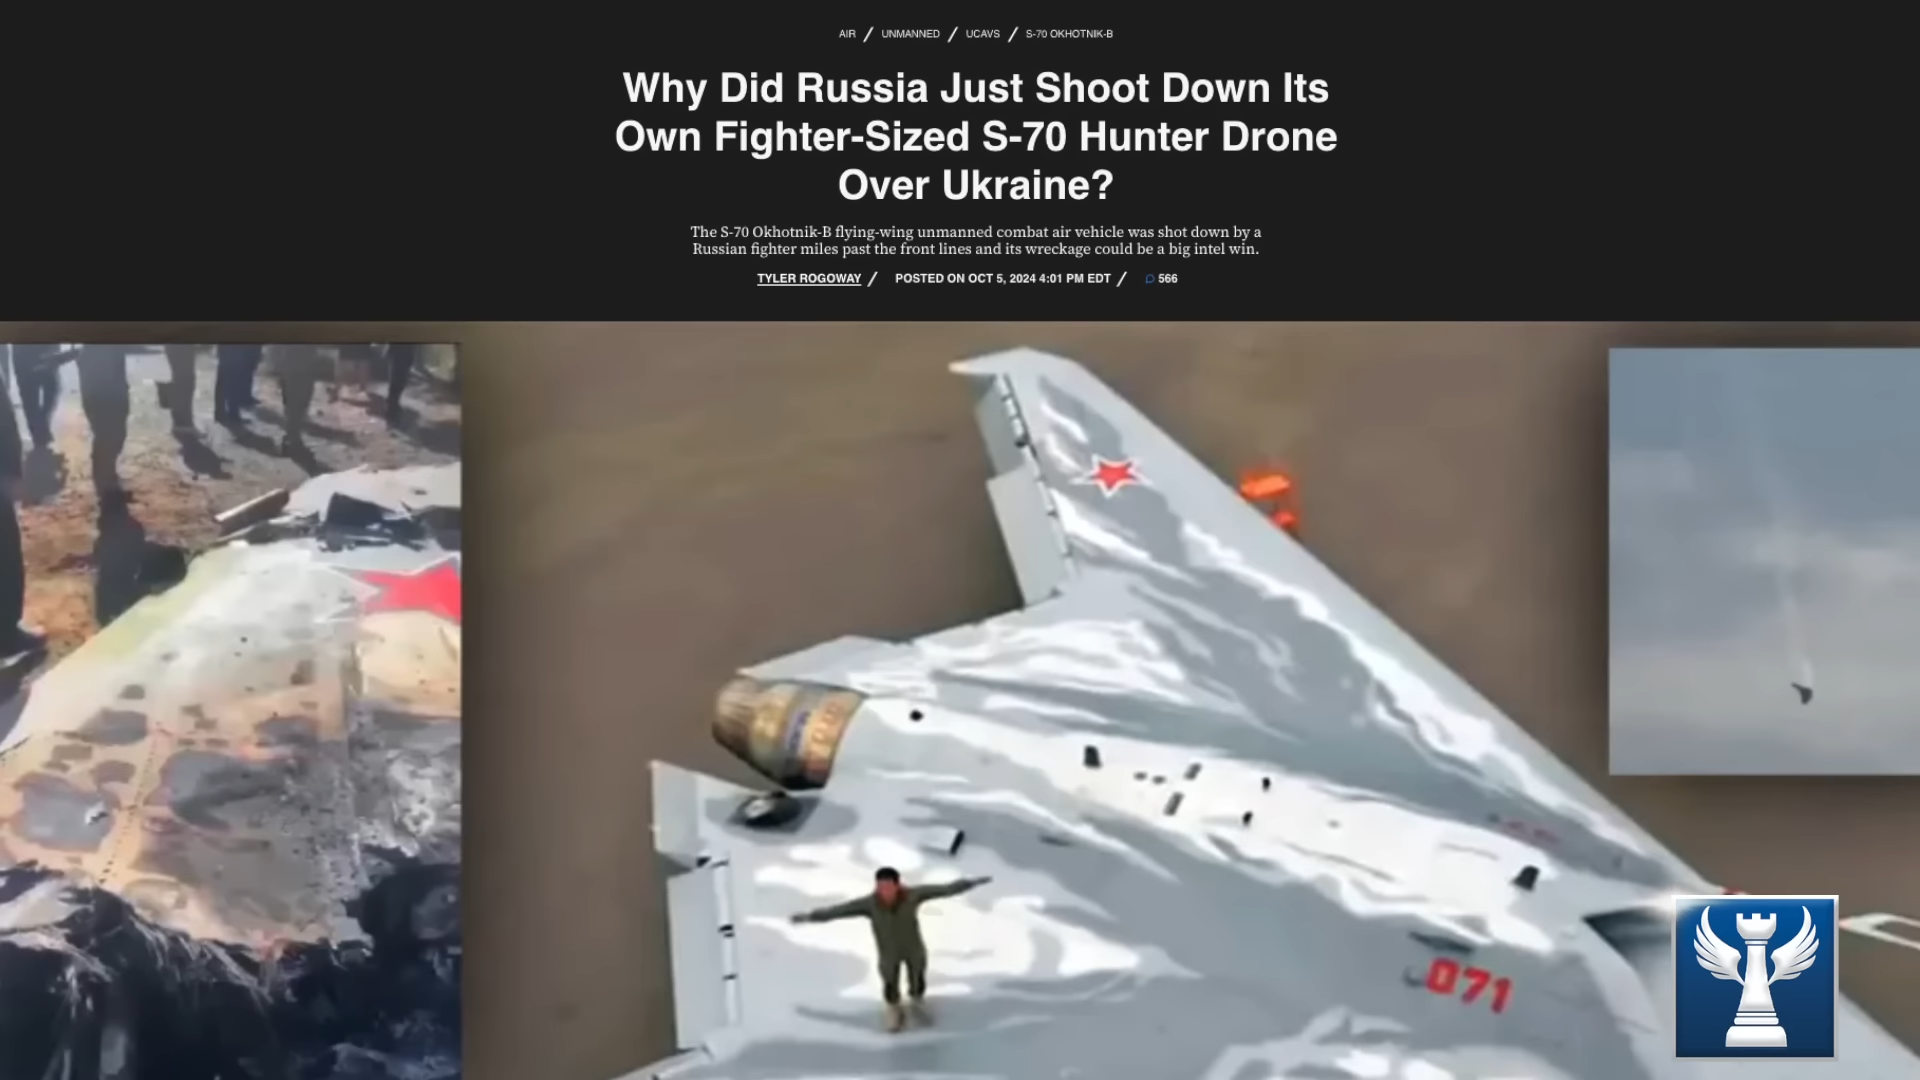 AIR / UNMANNED / UCAVS / S-70 OKHOTNIK-B
Why Did Russia Just Shoot Down Its
Own Fighter-Sized S-70 Hunter Drone
Over Ukraine?
The S-70 Okhotnik-B flying-wing unmanned combat air vehicle was shot down by a
Russian fighter miles past the front lines and its wreckage could be a big intel win.
TYLER ROGOWAY / POSTED ON OCT 5, 2024 4:01 PM EDT / 566
071